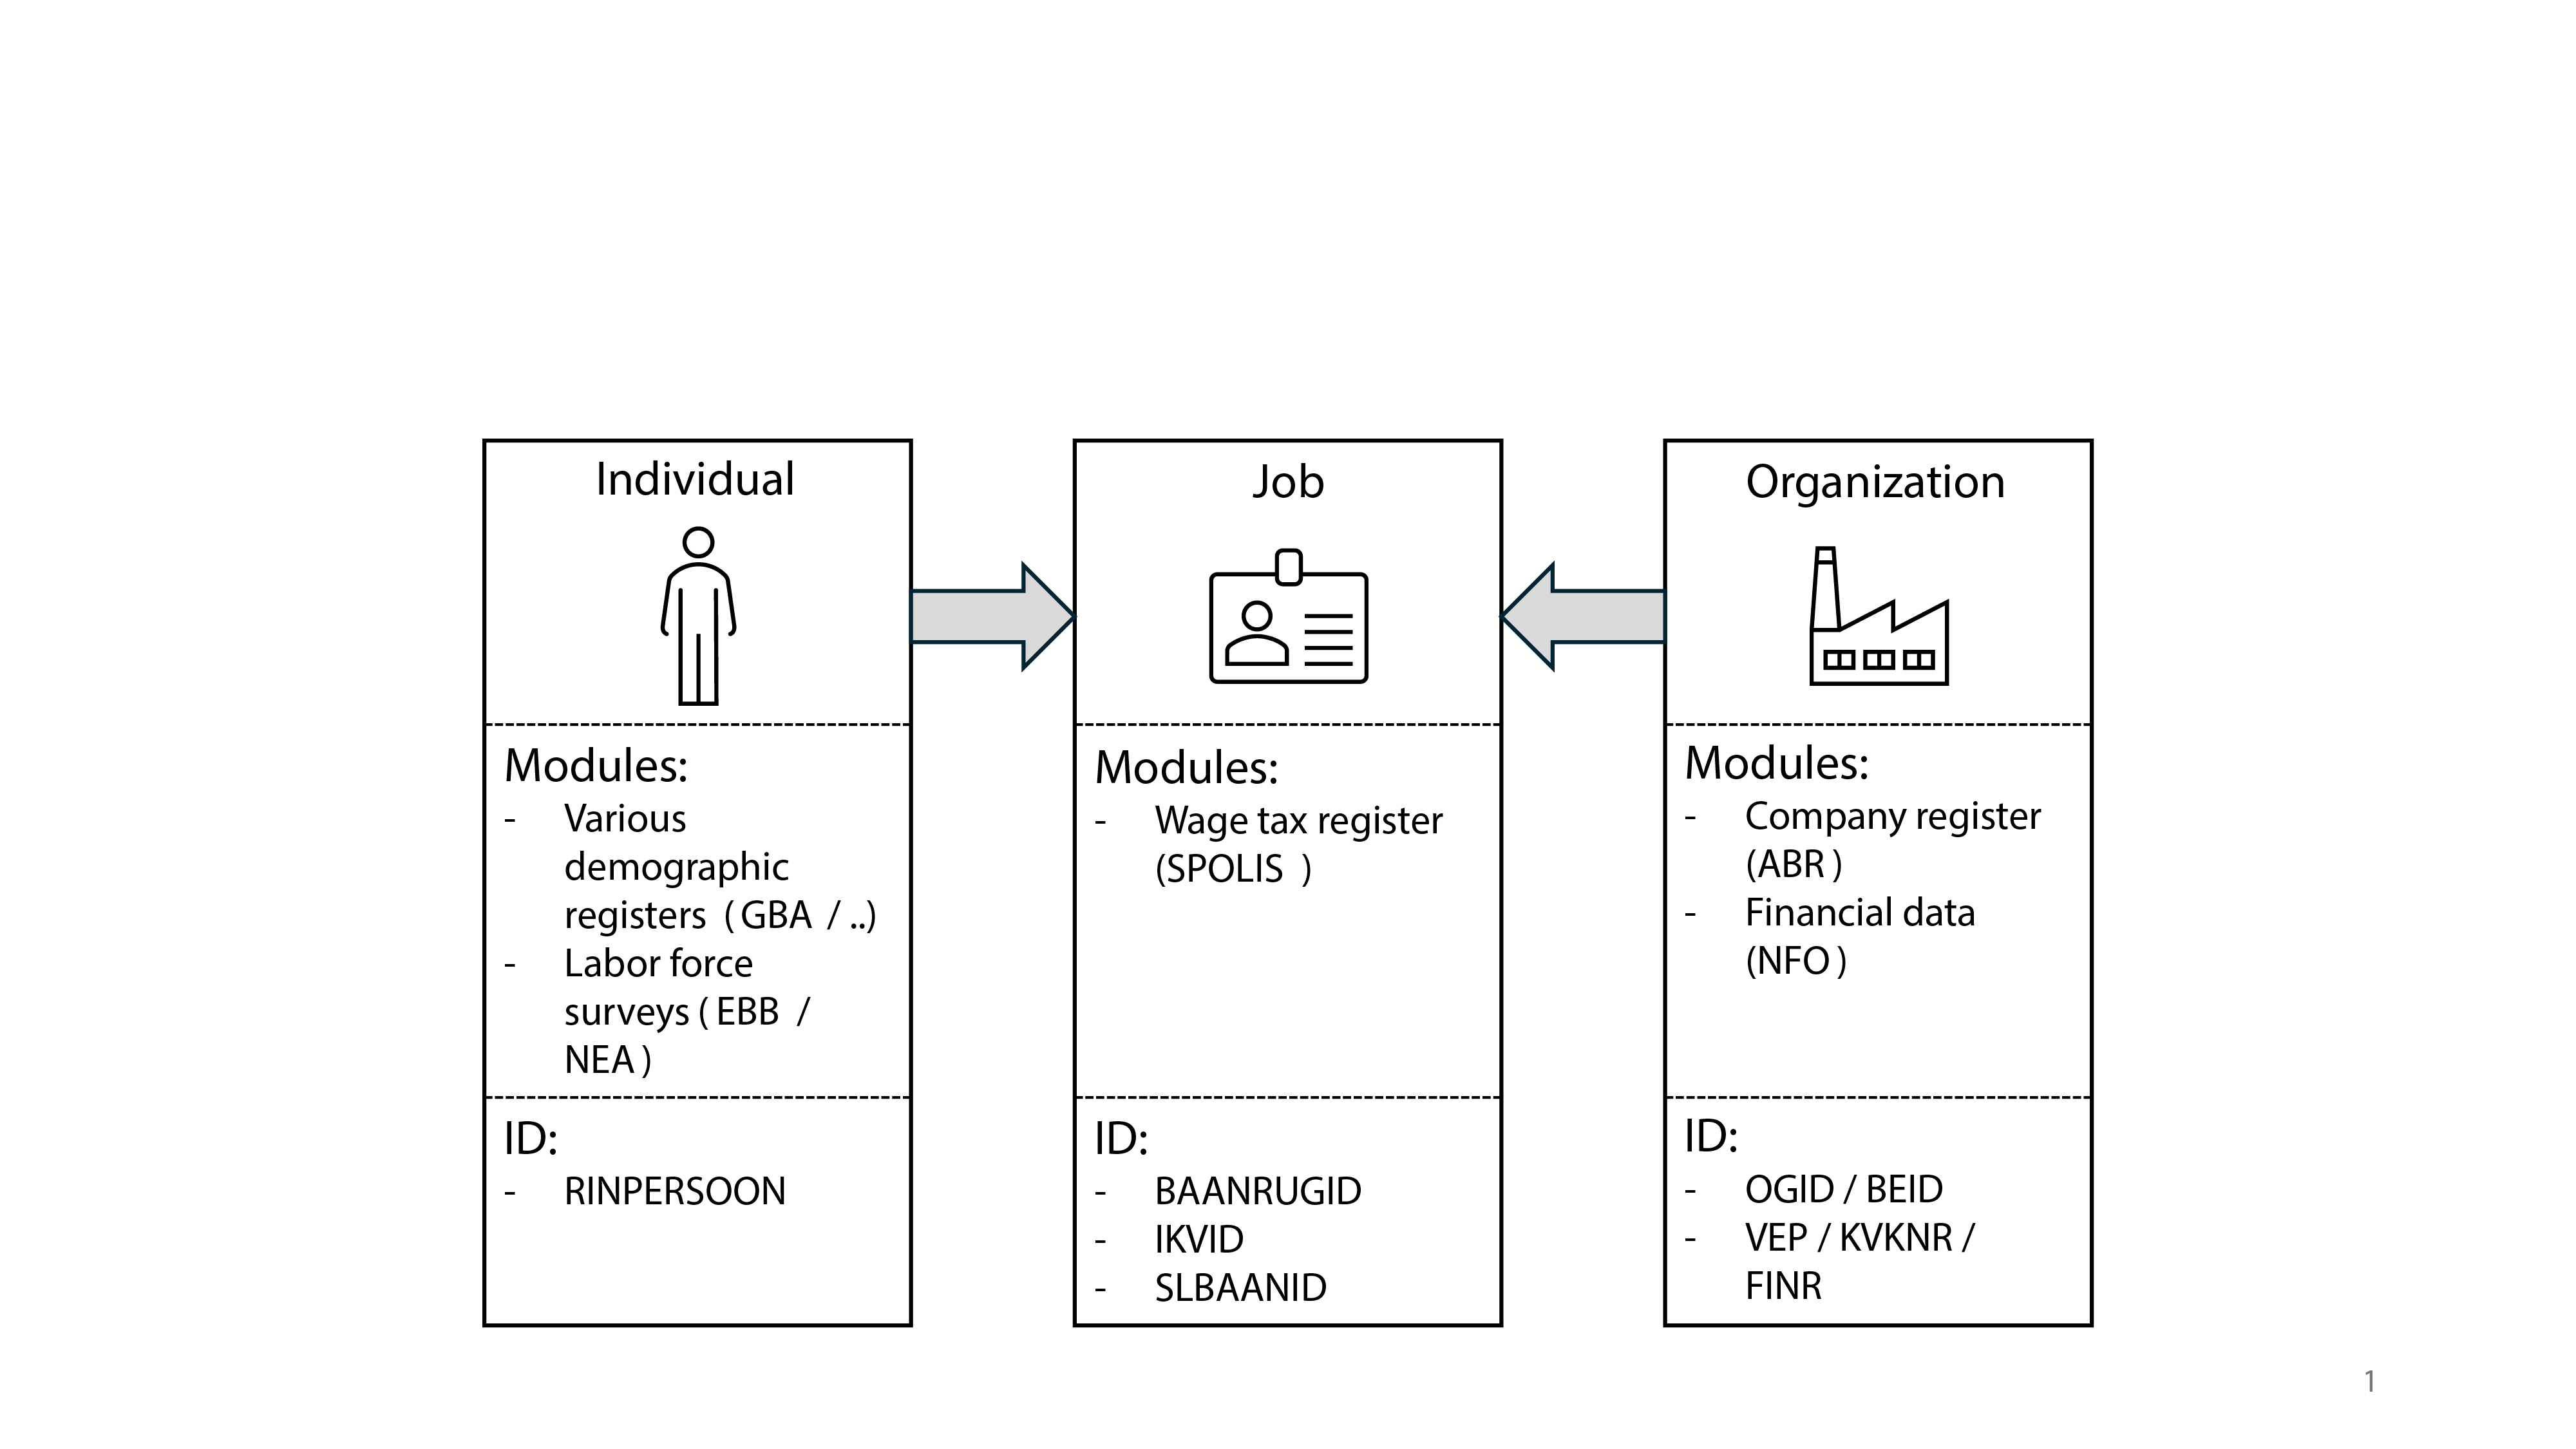 Individual
Modules:
- Various
demographic
registers ( GBA / ..)
- Labor force
surveys ( EBB /
NEA )
ID:
- RINPERSOON
Job
Modules:
- Wage tax register
(SPOLIS )
ID:
- BAANRUGID
- IKVID
- SLBAANID
Organization
Modules:
- Company register
(ABR )
- Financial data
(NFO )
ID:
- OGID / BEID
- VEP / KVKNR /
FINR
1